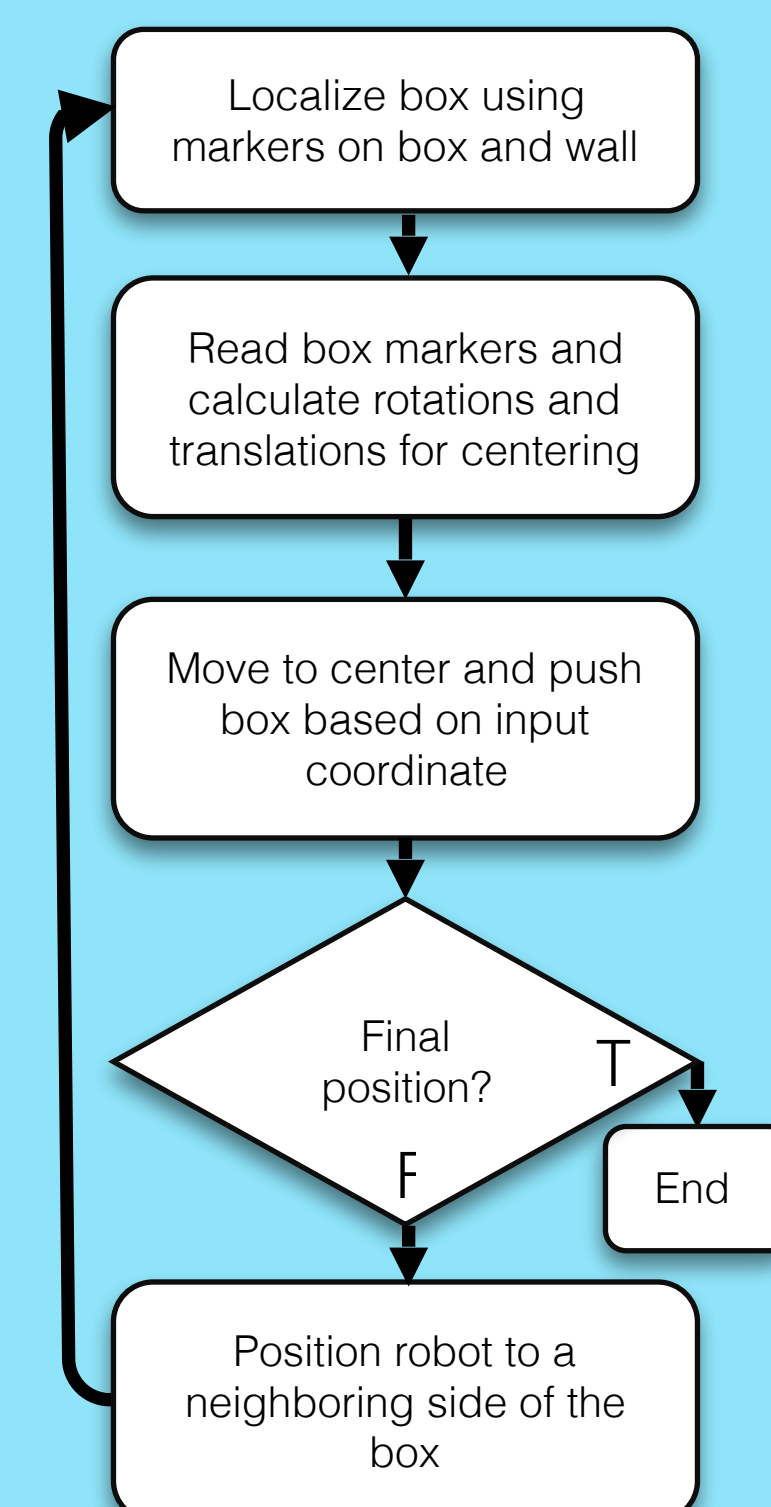 Localize box using
markers on box and wall
Read box markers and
calculate rotations and
translations for centering
Move to center and push
box based on input
coordinate
Final
position?
T
F
End
Position robot to a
neighboring side of the
box